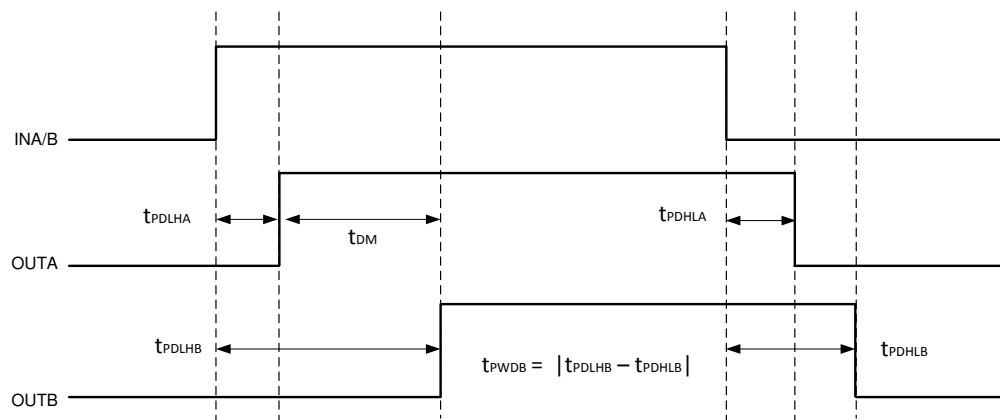 INA/B
tPDLHA
tDM
tPDHLA
OUTA
tPDLHB
tPWDB = |tPDLHB – tPDHLB|
tPDHLB
OUTB